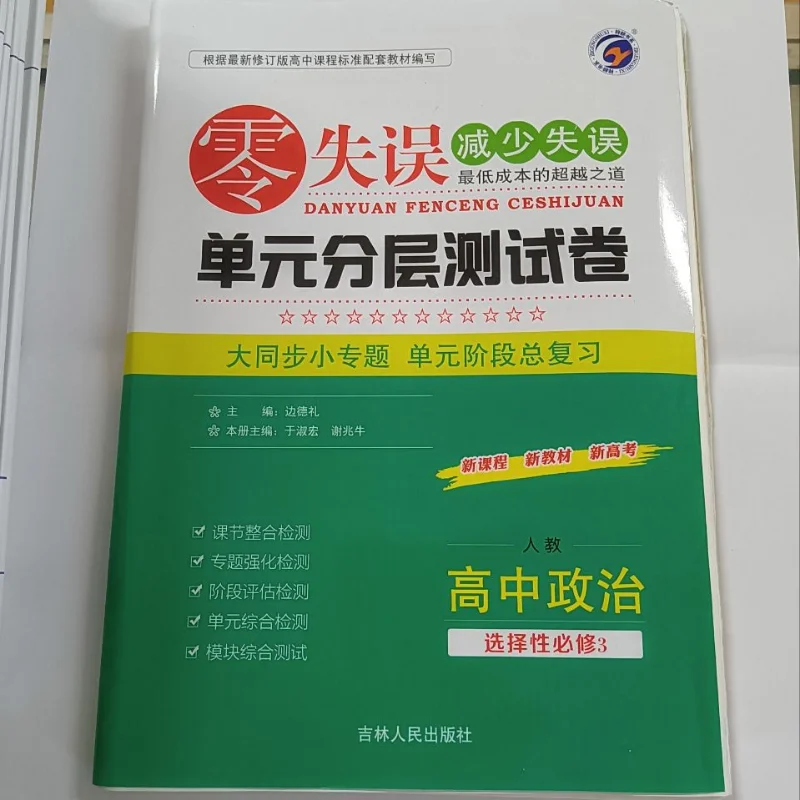 根据最新修订版高中课程标准配套教材编写
零失误 减少失误
最低成本的超越之道
DANYUAN FENCENG CESHIJUAN
单元分层测试卷
大同步小专题 单元阶段总复习
主 编：边德礼
本册主编：于淑宏 谢兆牛
新课程 新教材 新高考
课节整合检测
专题强化检测
阶段评估检测
单元综合检测
模块综合测试
人教
高中政治
选择性必修3
吉林人民出版社